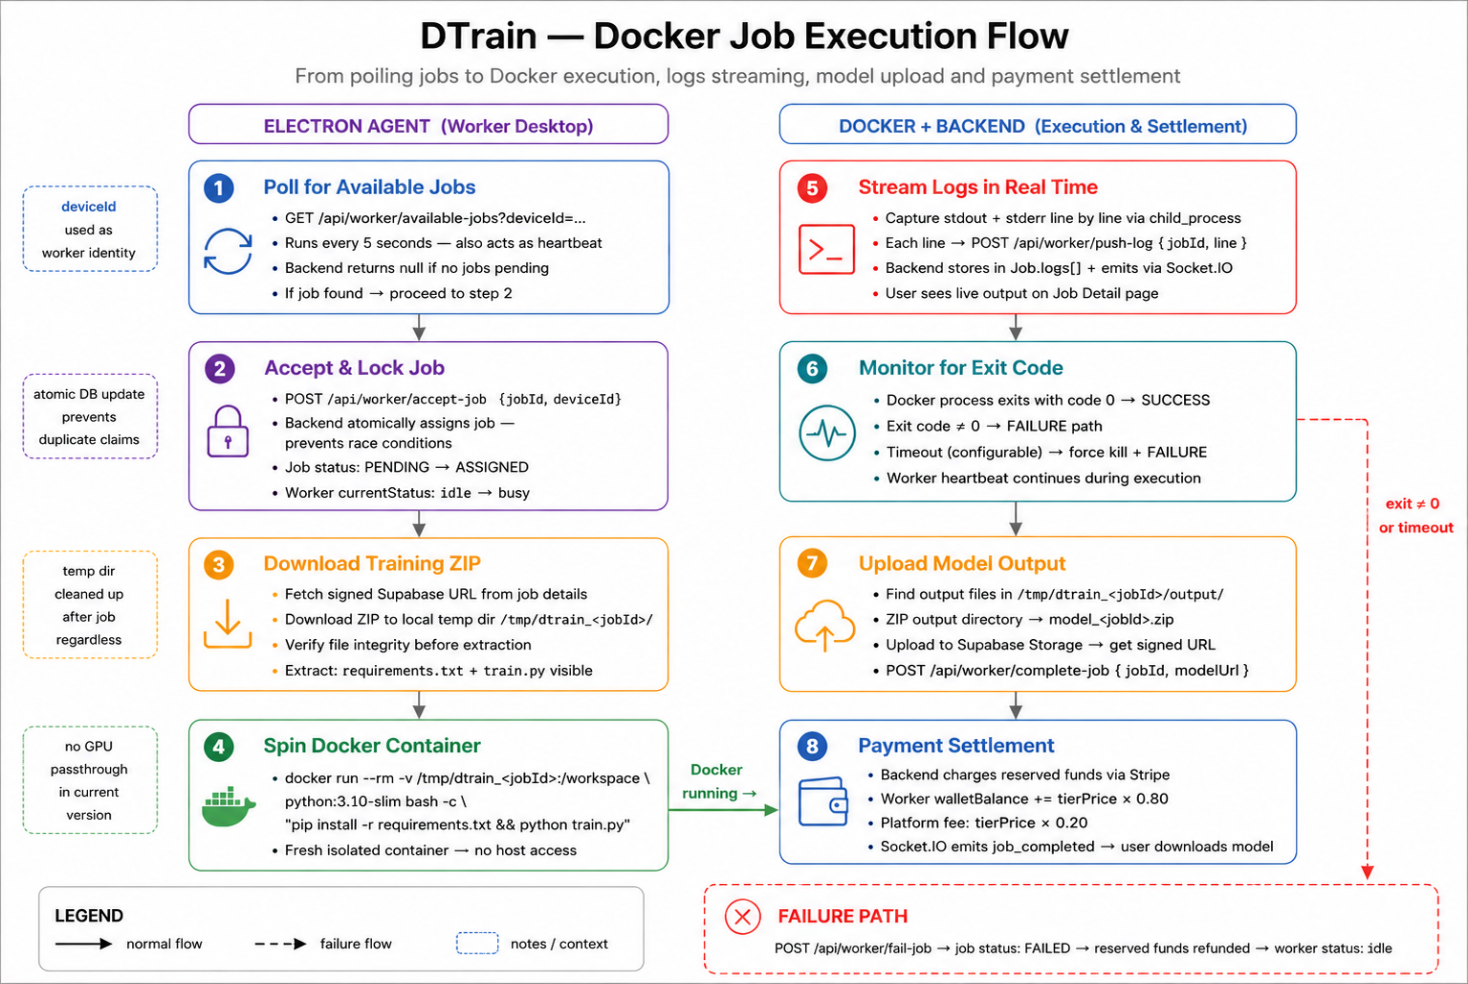 DTrain — Docker Job Execution Flow
From poiling jobs to Docker execution, logs streaming, model upload and payment settlement
ELECTRON AGENT (Worker Desktop)
deviceId
used as
worker identity
1
Poll for Available Jobs
• GET /api/worker/available-jobs?deviceId=...
• Runs every 5 seconds — also acts as heartbeat
• Backend returns null if no jobs pending
• If job found → proceed to step 2
atomic DB update
prevents
duplicate claims
2
Accept & Lock Job
• POST /api/worker/accept-job {jobId, deviceId}
• Backend atomically assigns job —
prevents race conditions
• Job status: PENDING → ASSIGNED
• Worker currentStatus: idle → busy
temp dir
cleaned up
after job
regardless
3
Download Training ZIP
• Fetch signed Supabase URL from job details
• Download ZIP to local temp dir /tmp/dtrain_<jobId>/
• Verify file integrity before extraction
• Extract: requirements.txt + train.py visible
no GPU
passthrough
in current
version
4
Spin Docker Container
• docker run --rm -v /tmp/dtrain_<jobId>:/workspace \
python:3.10-slim bash -c \
"pip install -r requirements.txt && python train.py"
• Fresh isolated container → no host access
Docker
running →
DOCKER + BACKEND (Execution & Settlement)
5
Stream Logs in Real Time
• Capture stdout + stderr line by line via child_process
• Each line → POST /api/worker/push-log { jobId, line }
• Backend stores in Job.logs[] + emits via Socket.IO
• User sees live output on Job Detail page
6
Monitor for Exit Code
• Docker process exits with code 0 → SUCCESS
• Exit code ≠ 0 → FAILURE path
• Timeout (configurable) → force kill + FAILURE
• Worker heartbeat continues during execution
exit ≠ 0
or timeout
7
Upload Model Output
• Find output files in /tmp/dtrain_<jobId>/output/
• ZIP output directory → model_<jobId>.zip
• Upload to Supabase Storage → get signed URL
• POST /api/worker/complete-job { jobId, modelUrl }
8
Payment Settlement
• Backend charges reserved funds via Stripe
• Worker walletBalance += tierPrice × 0.80
• Platform fee: tierPrice × 0.20
• Socket.IO emits job_completed → user downloads model
LEGEND
normal flow
failure flow
notes / context
FAILURE PATH
POST /api/worker/fail-job → job status: FAILED → reserved funds refunded → worker status: idle